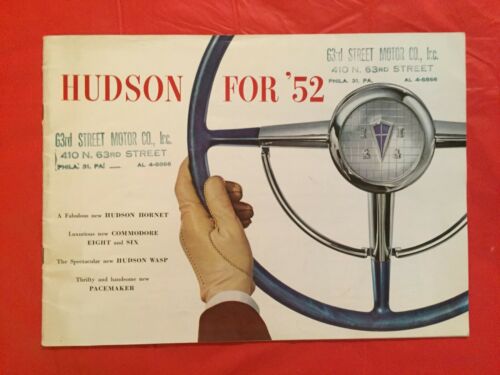 HUDSON FOR '52
63rd STREET MOTOR CO., Inc.
410 N. 63RD STREET
PHILA. 31, PA. AL 4-6866
63rd STREET MOTOR CO., Inc.
410 N. 63RD STREET
PHILA. 31, PA. AL 4-6866
A Fabulous new HUDSON HORNET
Luxurious new COMMODORE
EIGHT and SIX
The Spectacular new HUDSON WASP
Thrifty and handsome new
PACEMAKER